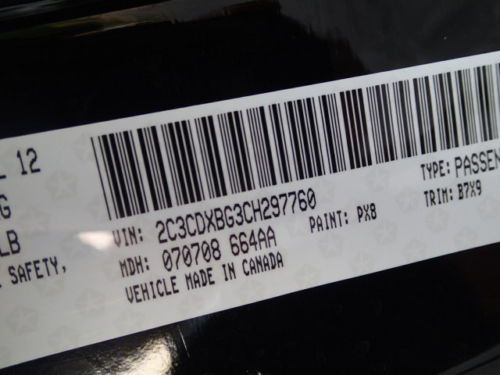 L 12
G
LB
SAFETY,
TYPE: PASSEN
VIN: 2C3CDXBG3CH297760
TRIM: B7X9
MDH: 070708 664AA
PAINT: PX8
VEHICLE MADE IN CANADA